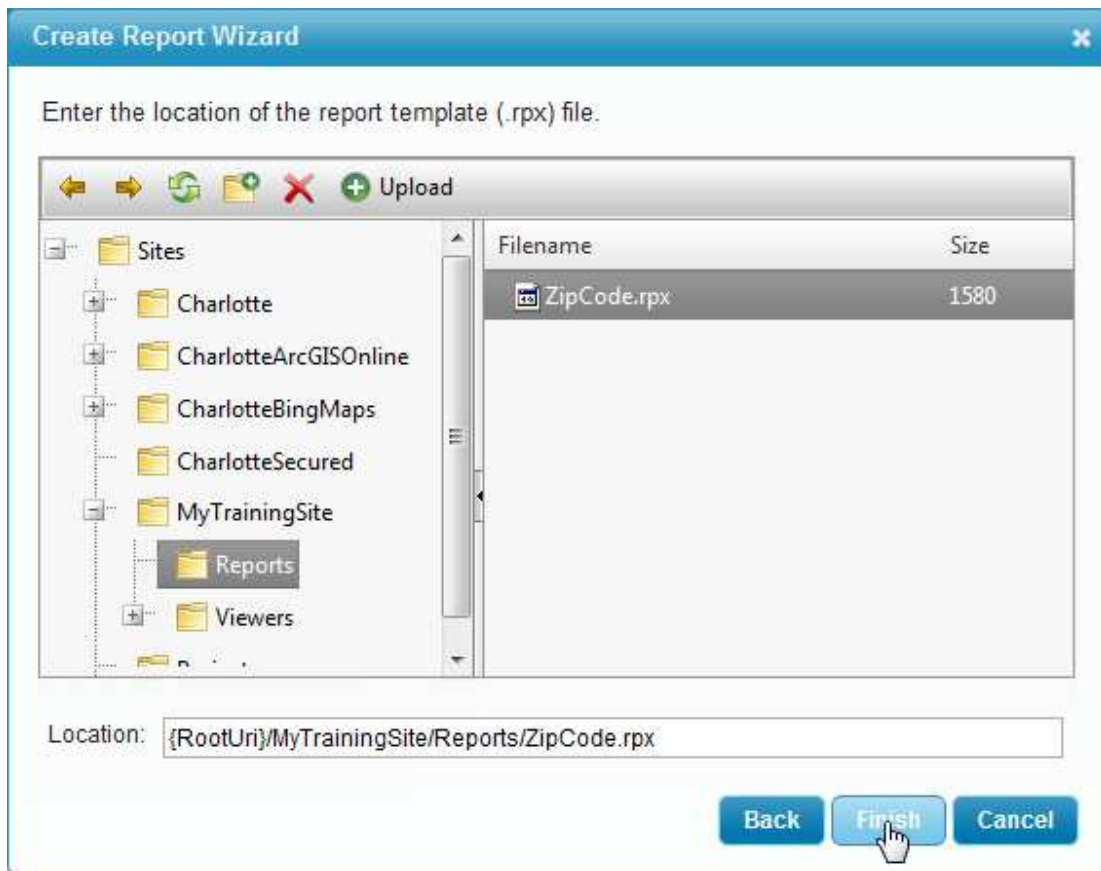 Create Report Wizard
Enter the location of the report template (.rpx) file.
Upload
Sites
Charlotte
CharlotteArcGISOnline
CharlotteBingMaps
CharlotteSecured
MyTrainingSite
Reports
Viewers
Filename Size
ZipCode.rpx 1580
Location: {RootUri}/MyTrainingSite/Reports/ZipCode.rpx
Back Finish Cancel